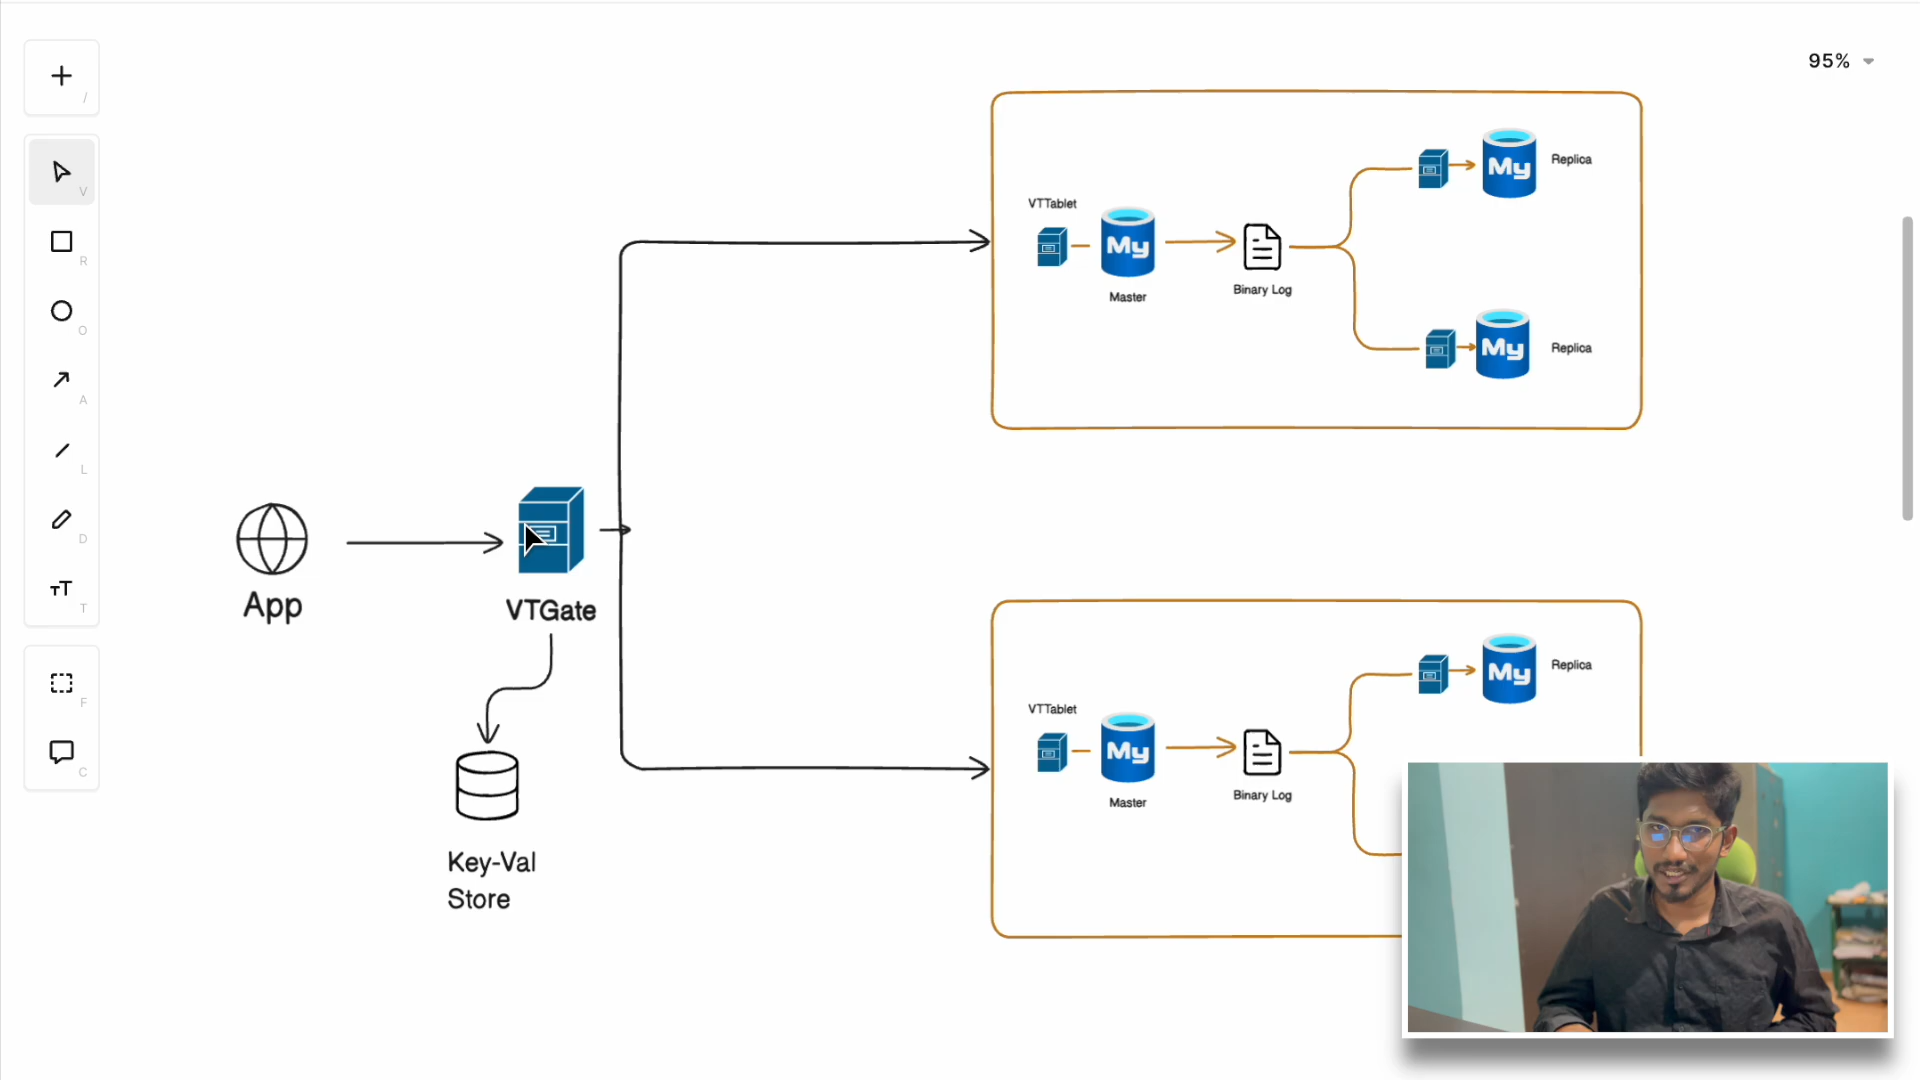 95%
/
V
R
O
A
L
D
T
F
C
App
VTGate
Key-Val
Store
VTTablet
My
Master
Binary Log
My
Replica
My
Replica
VTTablet
My
Master
Binary Log
My
Replica